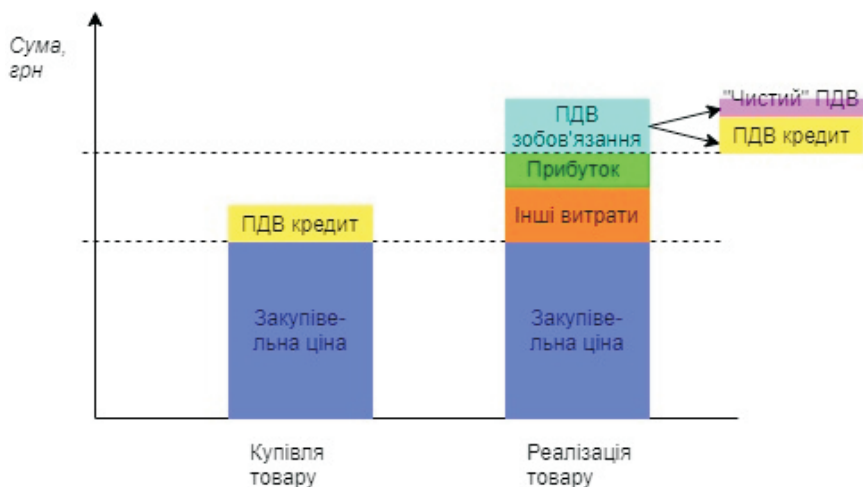 Сума,
грн
ПДВ кредит
Закупіве-
льна ціна
ПДВ
зобов'язання
Прибуток
Інші витрати
Закупіве-
льна ціна
"Чистий" ПДВ
ПДВ кредит
Купівля
товару
Реалізація
товару